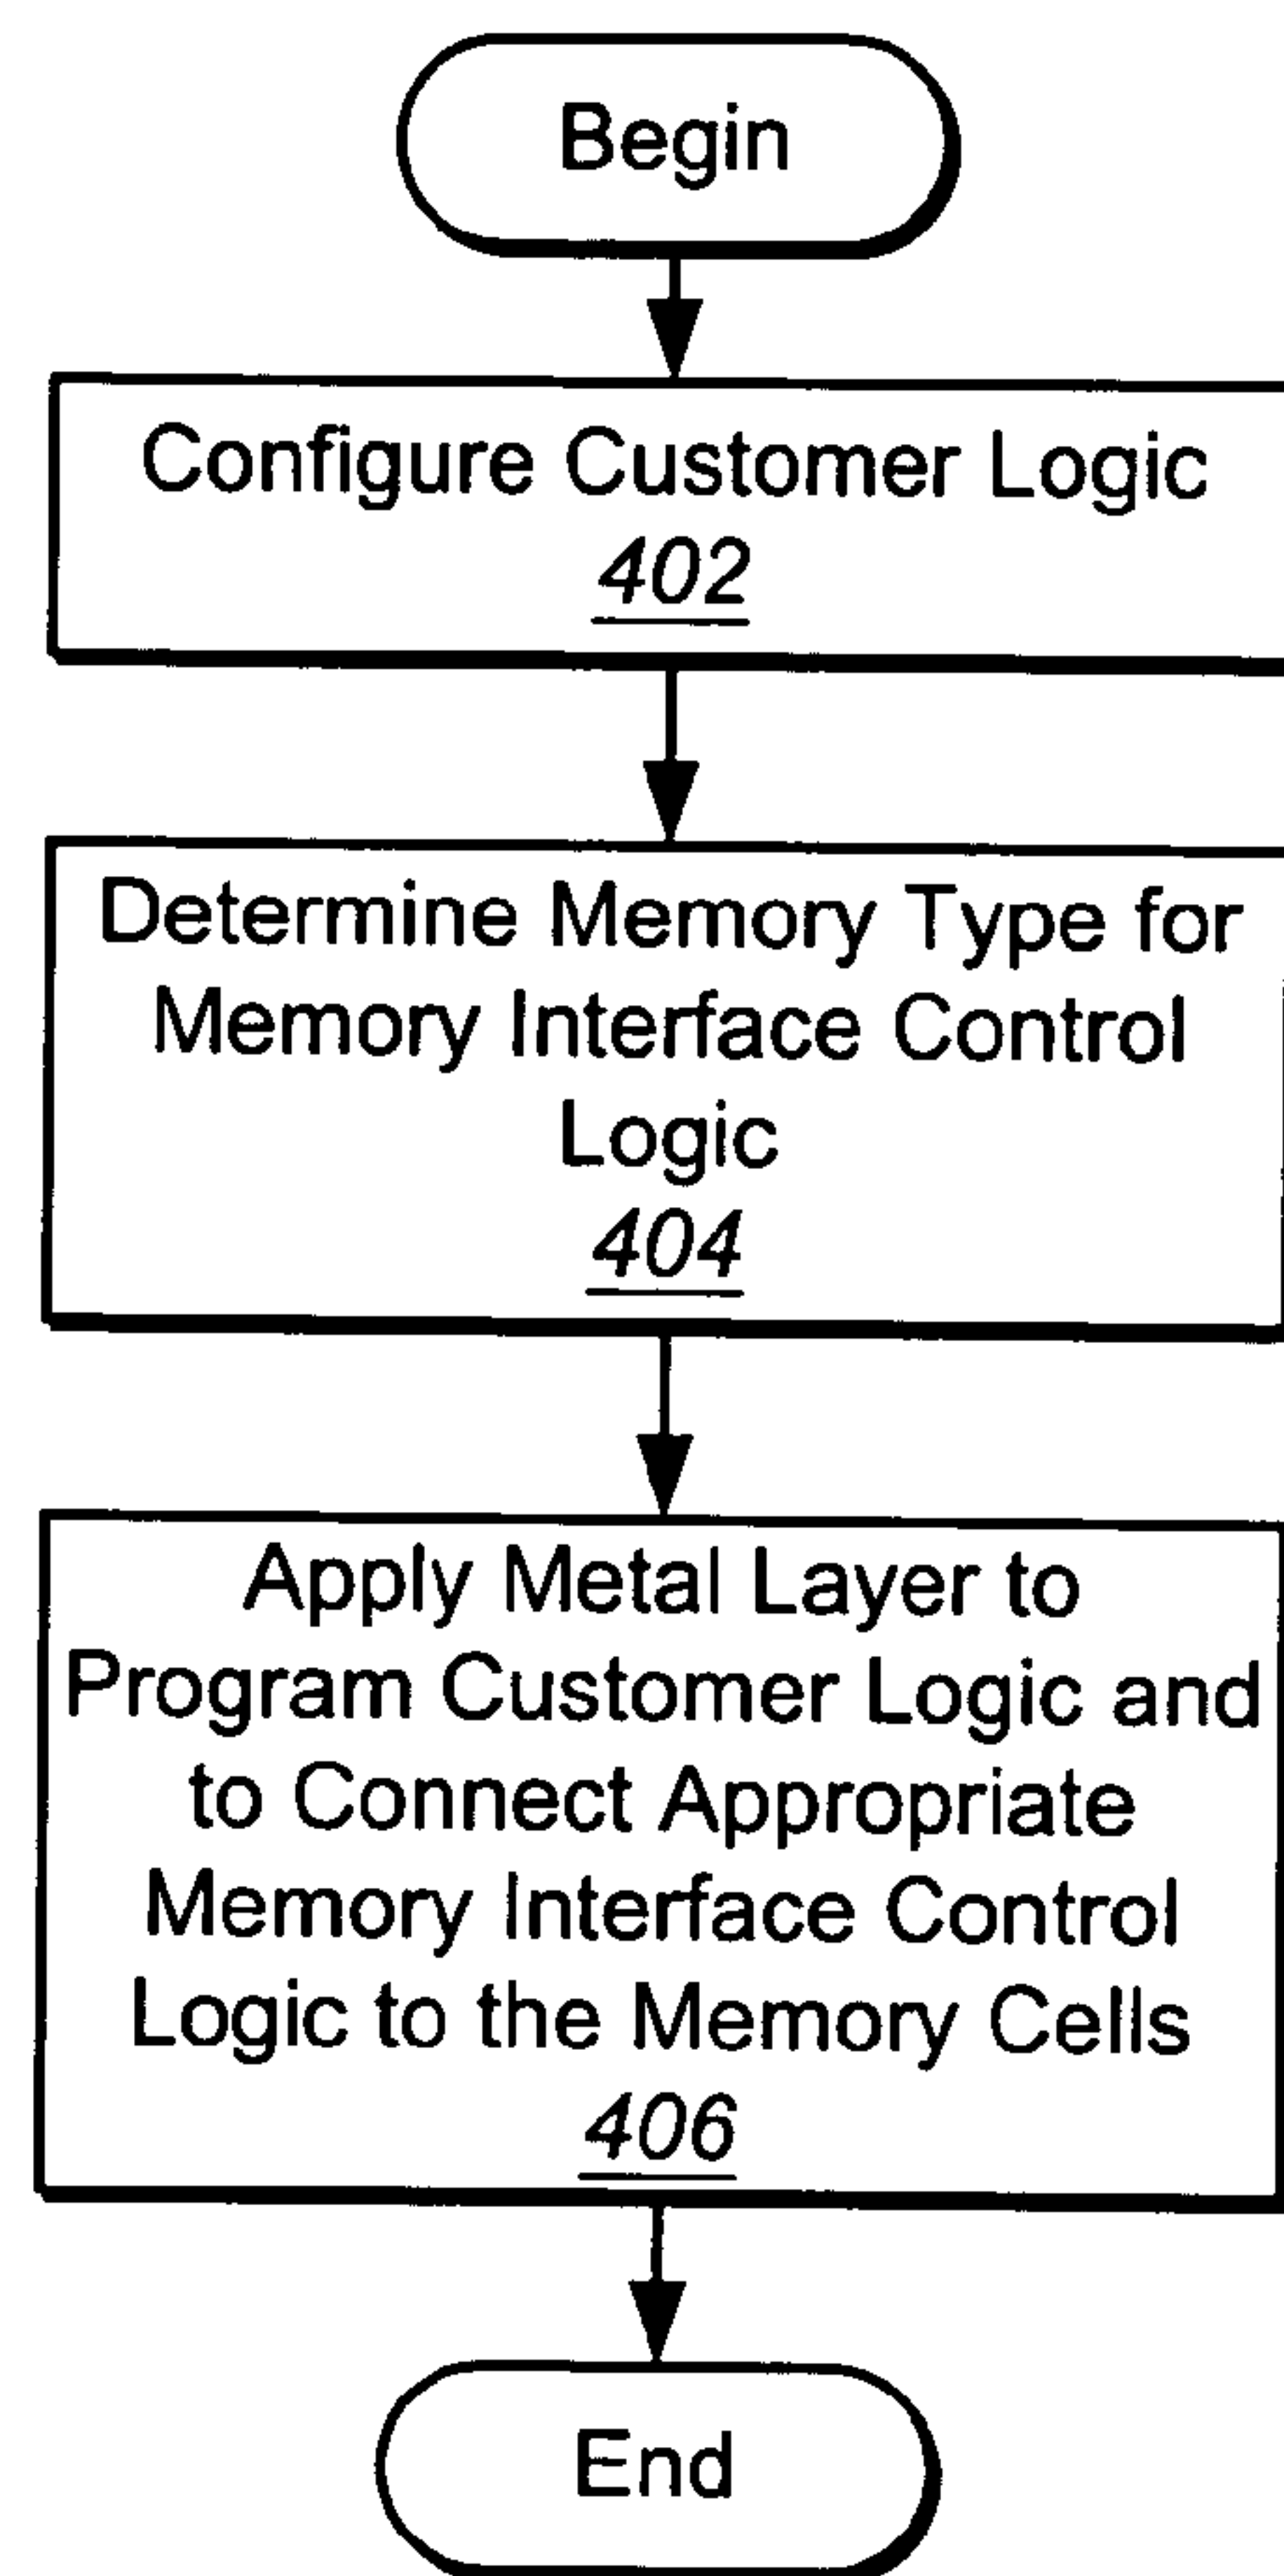 Begin
Configure Customer Logic
402
Determine Memory Type for
Memory Interface Control
Logic
404
Apply Metal Layer to
Program Customer Logic and
to Connect Appropriate
Memory Interface Control
Logic to the Memory Cells
406
End